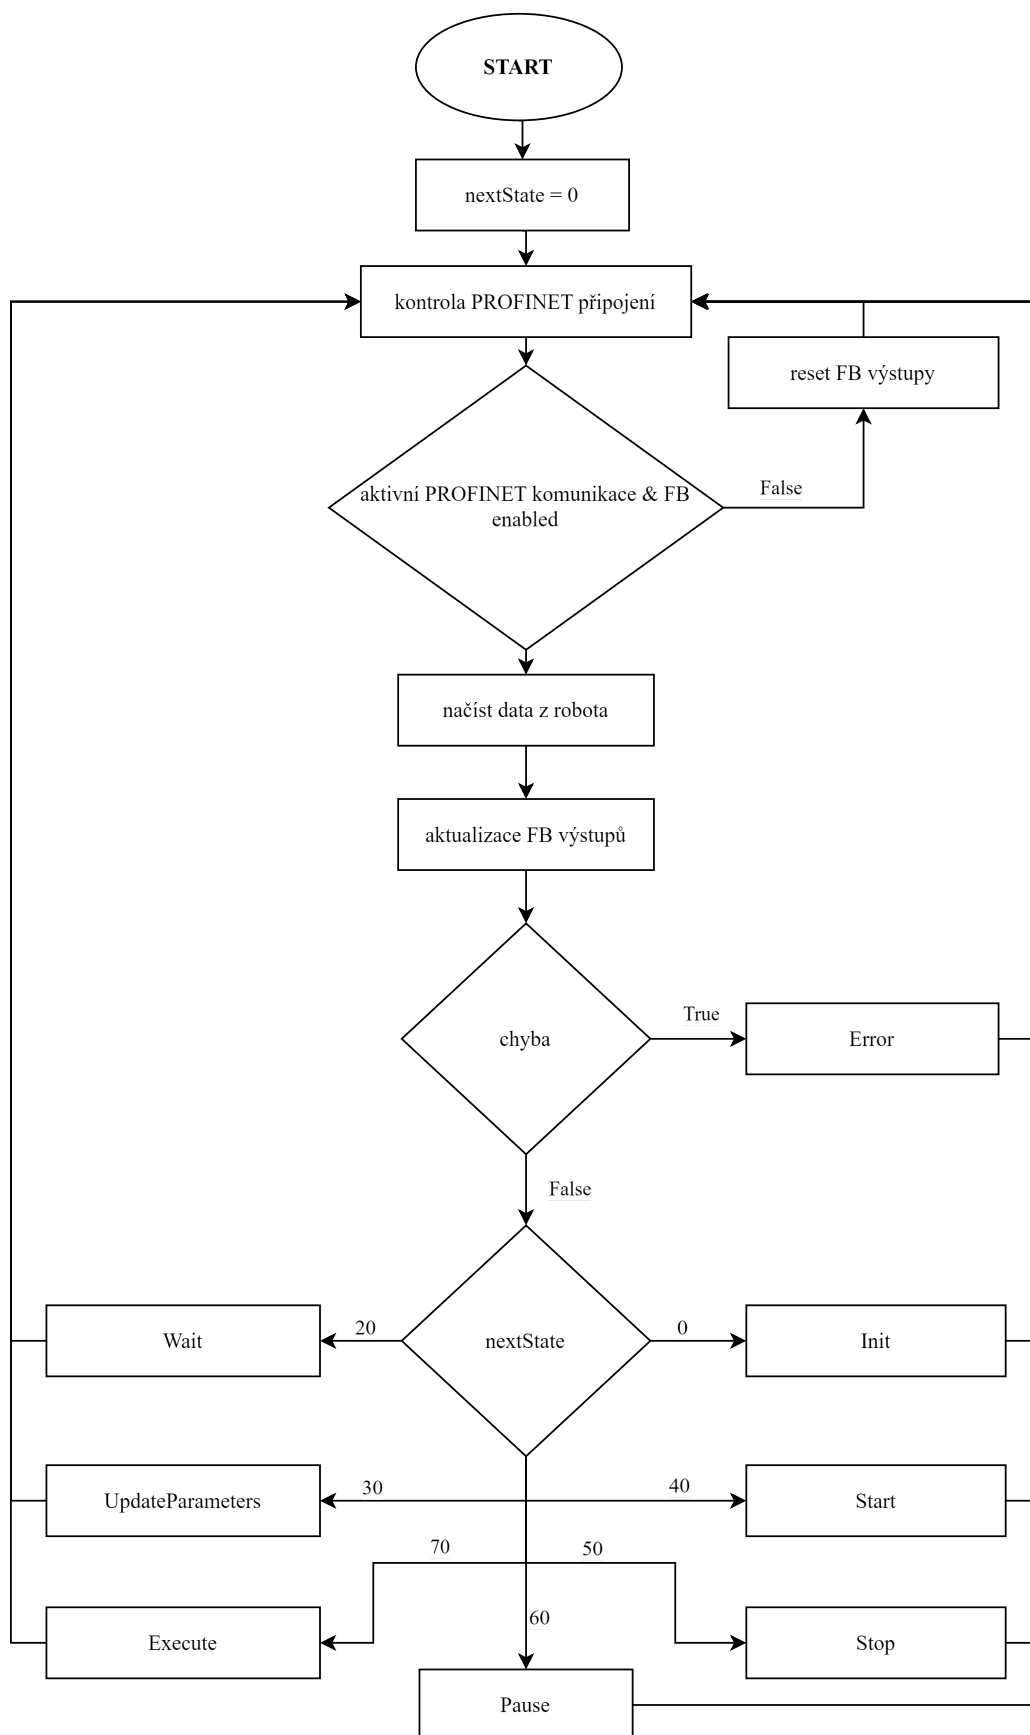 START
nextState = 0
kontrola PROFINET připojení
reset FB výstupy
aktivní PROFINET komunikace & FB
enabled
False
načíst data z robota
aktualizace FB výstupů
chyba
True
Error
False
Wait
20
nextState
0
Init
UpdateParameters
30
40
Start
70
50
Execute
60
Stop
Pause